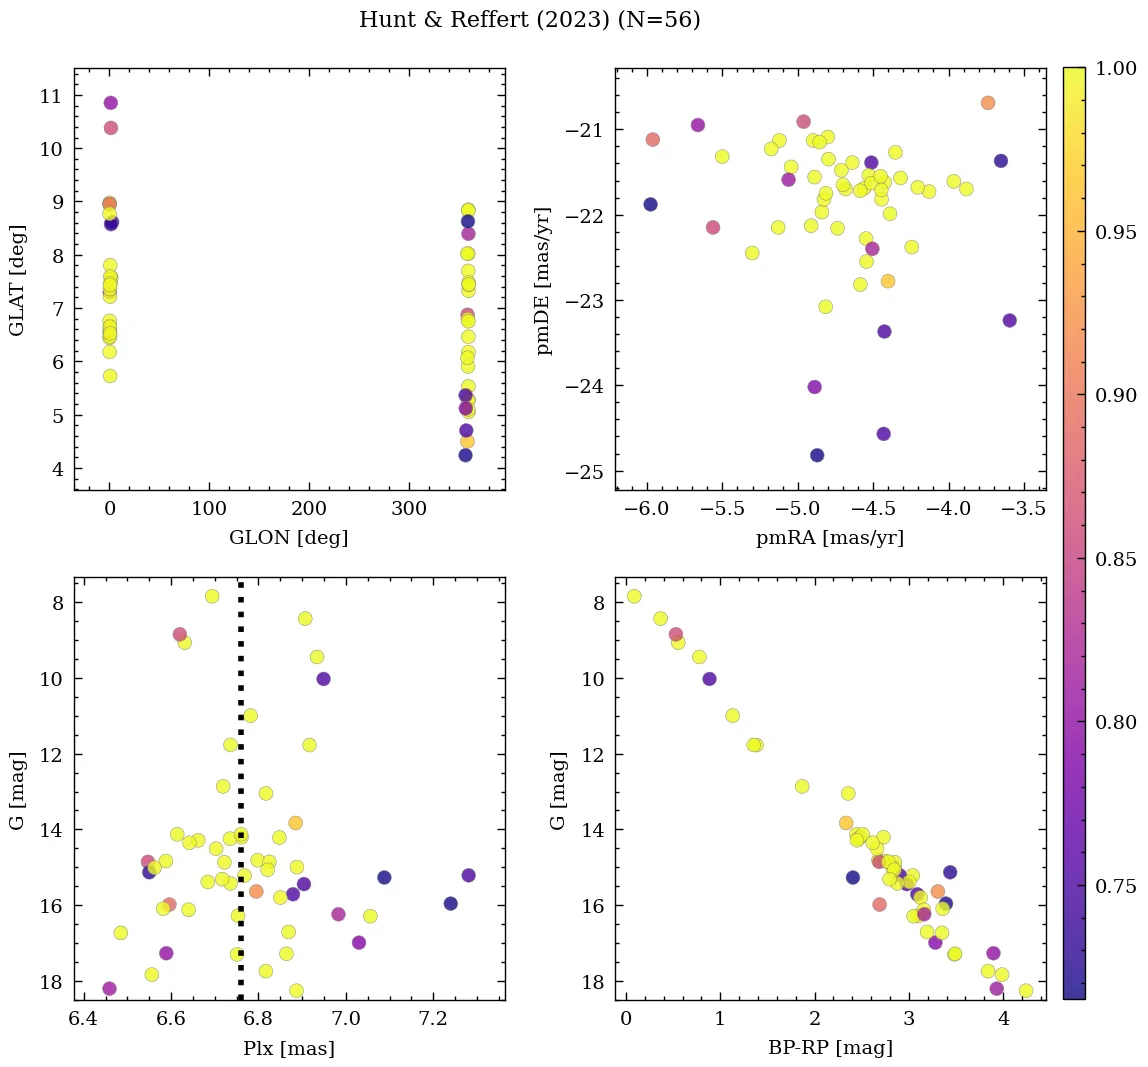 Hunt & Reffert (2023) (N=56)
11
10
9
8
7
6
5
4
GLAT [deg]
0 100 200 300
GLON [deg]
−21
−22
−23
−24
−25
pmDE [mas/yr]
−6.0 −5.5 −5.0 −4.5 −4.0 −3.5
pmRA [mas/yr]
8
10
12
14
16
18
G [mag]
6.4 6.6 6.8 7.0 7.2
Plx [mas]
8
10
12
14
16
18
G [mag]
0 1 2 3 4
BP-RP [mag]
1.00
0.95
0.90
0.85
0.80
0.75